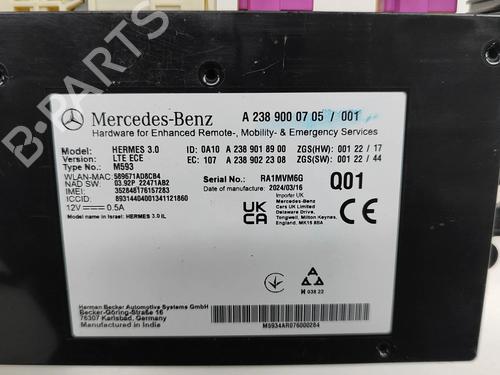 Mercedes-Benz A 238 900 07 05 / 001
Hardware for Enhanced Remote-, Mobility- & Emergency Services
Model: HERMES 3.0 ID: 0A10 A 238 901 89 00 ZGS(HW): 001 22 / 17
Version: LTE ECE EC: 107 A 238 902 23 08 ZGS(SW): 001 22 / 44
Type No.: M593
WLAN-MAC: 589671AD8CB4 Serial No.: RA1MVM6G Q01
NAD SW: 03.92P 22471AB2 Date of Manufacture: 2024/03/16
IMEI: 352848176157283
ICCID: 89314404001341121860
12V 0.5A
Model name in Israel: HERMES 3.0 IL
UK
CA
Importer UK
Mercedes-Benz
Cars UK Limited
Delaware Drive,
Tongwell, Milton Keynes,
England, MK15 8BA
H 03 8 22
Herman Becker Automotive Systems GmbH
Becker-Göring-Straße 16
76307 Karlsbad, Germany
Manufactured in India
M5934AR076000284